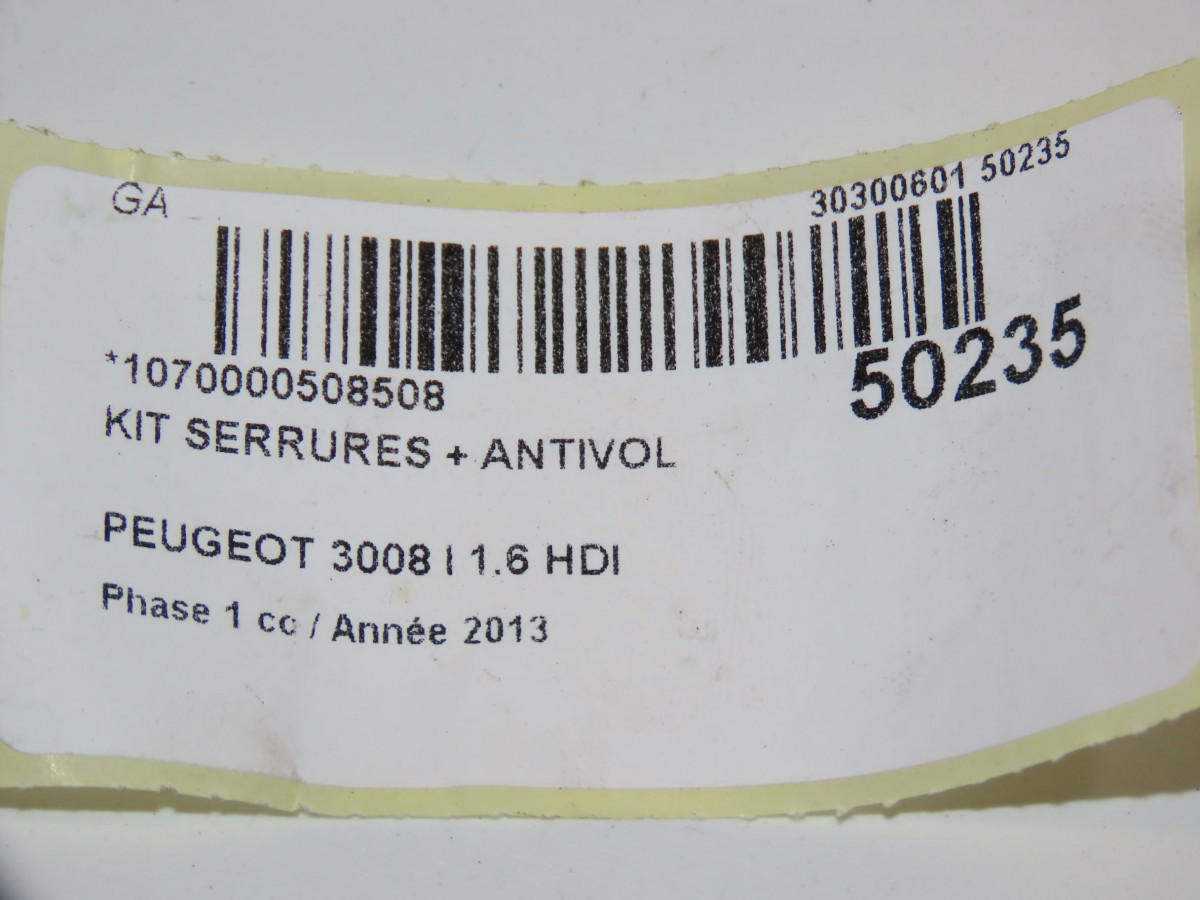 GA
30300601 50235
*1070000508508
50235
KIT SERRURES + ANTIVOL
PEUGEOT 3008 I 1.6 HDI
Phase 1 cc / Année 2013